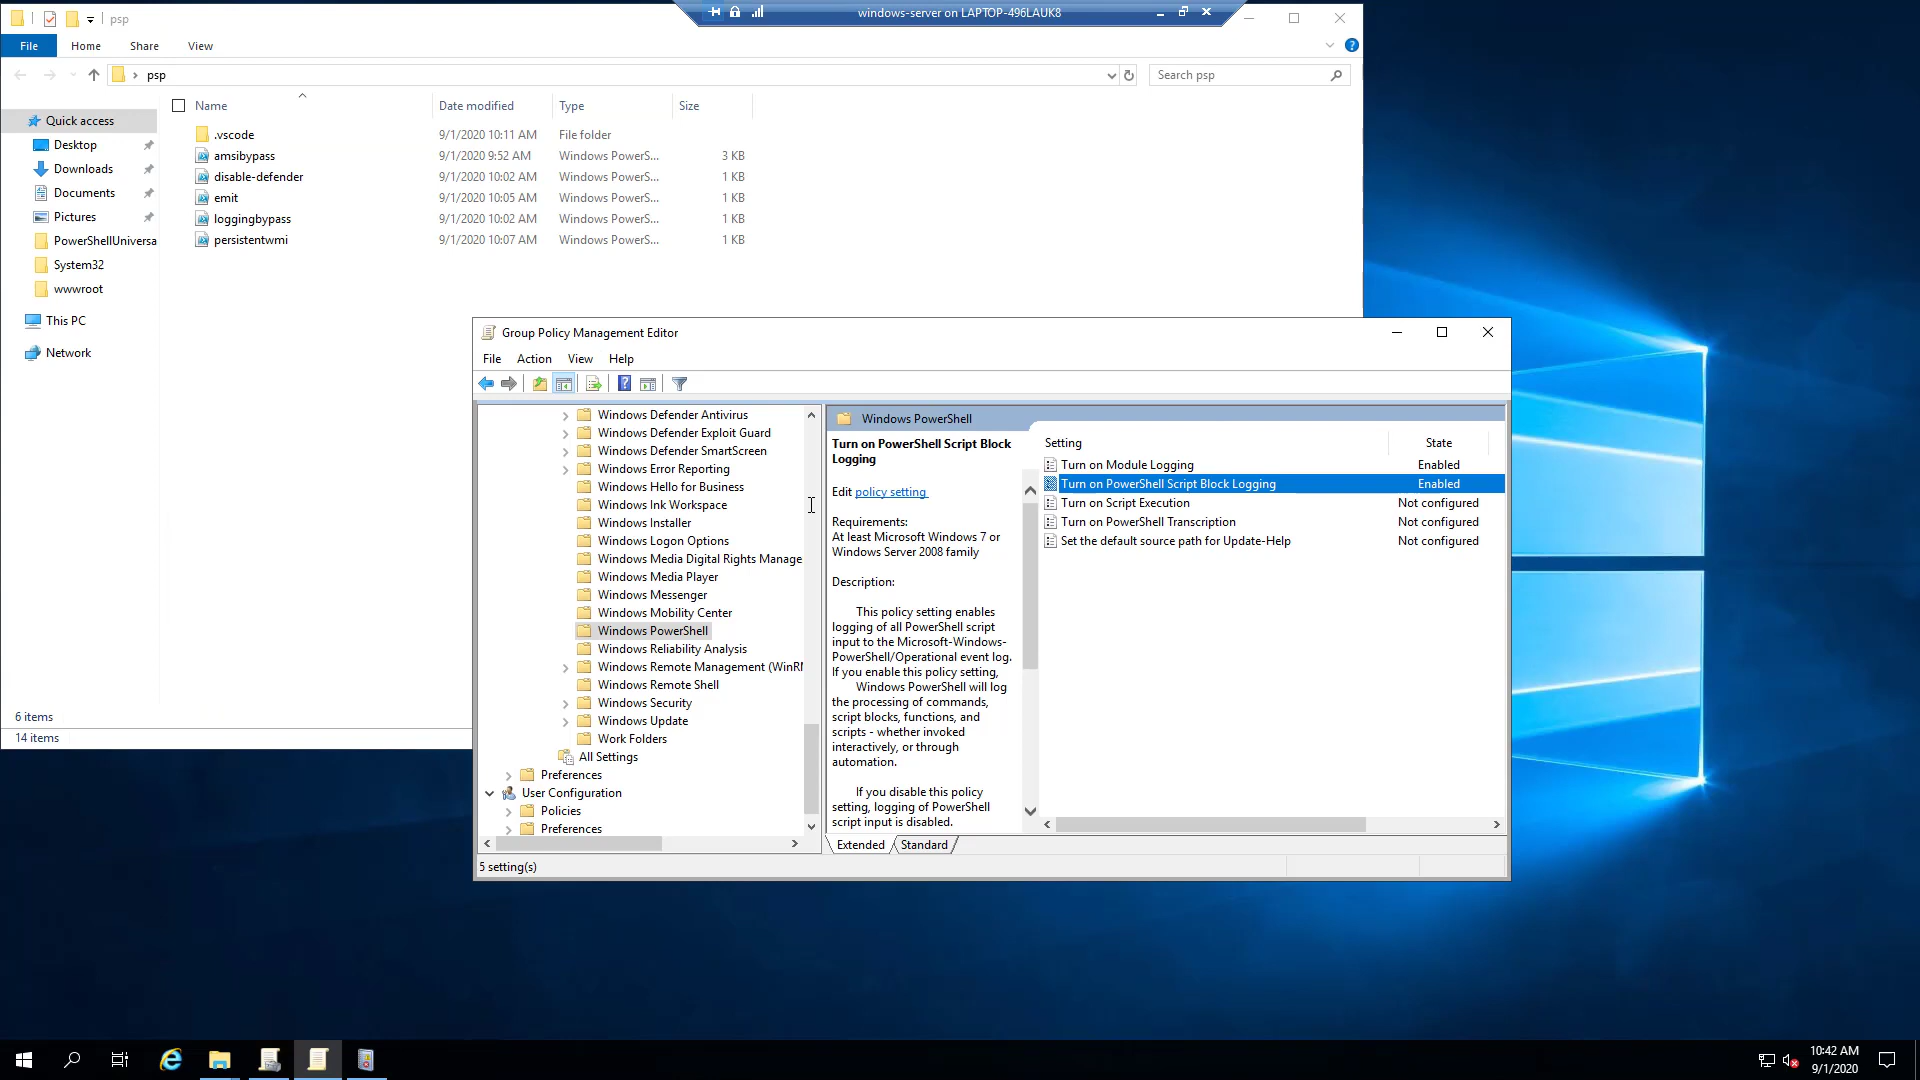 psp
windows-server on LAPTOP-496LAUK8
File
Home
Share
View
psp
Search psp
Name
Date modified
Type
Size
Quick access
Desktop
Downloads
Documents
Pictures
PowerShellUniversa
System32
wwwroot
This PC
Network
.vscode
9/1/2020 10:11 AM
File folder
amsibypass
9/1/2020 9:52 AM
Windows PowerS...
3 KB
disable-defender
9/1/2020 10:02 AM
Windows PowerS...
1 KB
emit
9/1/2020 10:05 AM
Windows PowerS...
1 KB
loggingbypass
9/1/2020 10:02 AM
Windows PowerS...
1 KB
persistentwmi
9/1/2020 10:07 AM
Windows PowerS...
1 KB
6 items
14 items
Group Policy Management Editor
File
Action
View
Help
Windows Defender Antivirus
Windows Defender Exploit Guard
Windows Defender SmartScreen
Windows Error Reporting
Windows Hello for Business
Windows Ink Workspace
Windows Installer
Windows Logon Options
Windows Media Digital Rights Manage
Windows Media Player
Windows Messenger
Windows Mobility Center
Windows PowerShell
Windows Reliability Analysis
Windows Remote Management (WinRM
Windows Remote Shell
Windows Security
Windows Update
Work Folders
All Settings
Preferences
User Configuration
Policies
Preferences
Windows PowerShell
Turn on PowerShell Script Block
Logging
Edit policy setting
Requirements:
At least Microsoft Windows 7 or
Windows Server 2008 family
Description:
This policy setting enables
logging of all PowerShell script
input to the Microsoft-Windows-
PowerShell/Operational event log.
If you enable this policy setting,
Windows PowerShell will log
the processing of commands,
script blocks, functions, and
scripts - whether invoked
interactively, or through
automation.
If you disable this policy
setting, logging of PowerShell
script input is disabled.
Setting
State
Turn on Module Logging
Enabled
Turn on PowerShell Script Block Logging
Enabled
Turn on Script Execution
Not configured
Turn on PowerShell Transcription
Not configured
Set the default source path for Update-Help
Not configured
Extended
Standard
5 setting(s)
10:42 AM
9/1/2020